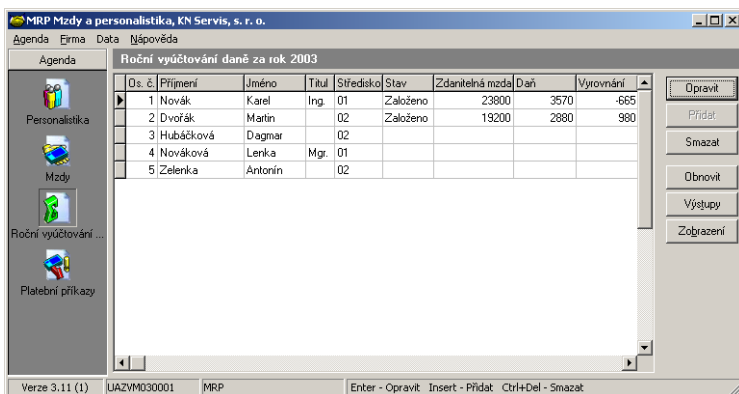 MRP Mzdy a personalistika, KN Servis, s. r. o.
Agenda Firma Data Nápověda
Agenda
Roční vyúčtování daně za rok 2003
Os. č. Příjmení Jméno Titul Středisko Stav Zdanitelná mzda Daň Vyrovnání
1 Novák Karel Ing. 01 Založeno 23800 3570 -665
2 Dvořák Martin 02 Založeno 19200 2880 980
3 Hubáčková Dagmar 02
4 Nováková Lenka Mgr. 01
5 Zelenka Antonín 02
Personalistika
Mzdy
Roční vyúčtování ...
Platební příkazy
Opravit
Přidat
Smazat
Obnovit
Výstupy
Zobrazení
Verze 3.11 (1) UAZVM030001 MRP Enter - Opravit Insert - Přidat Ctrl+Del - Smazat